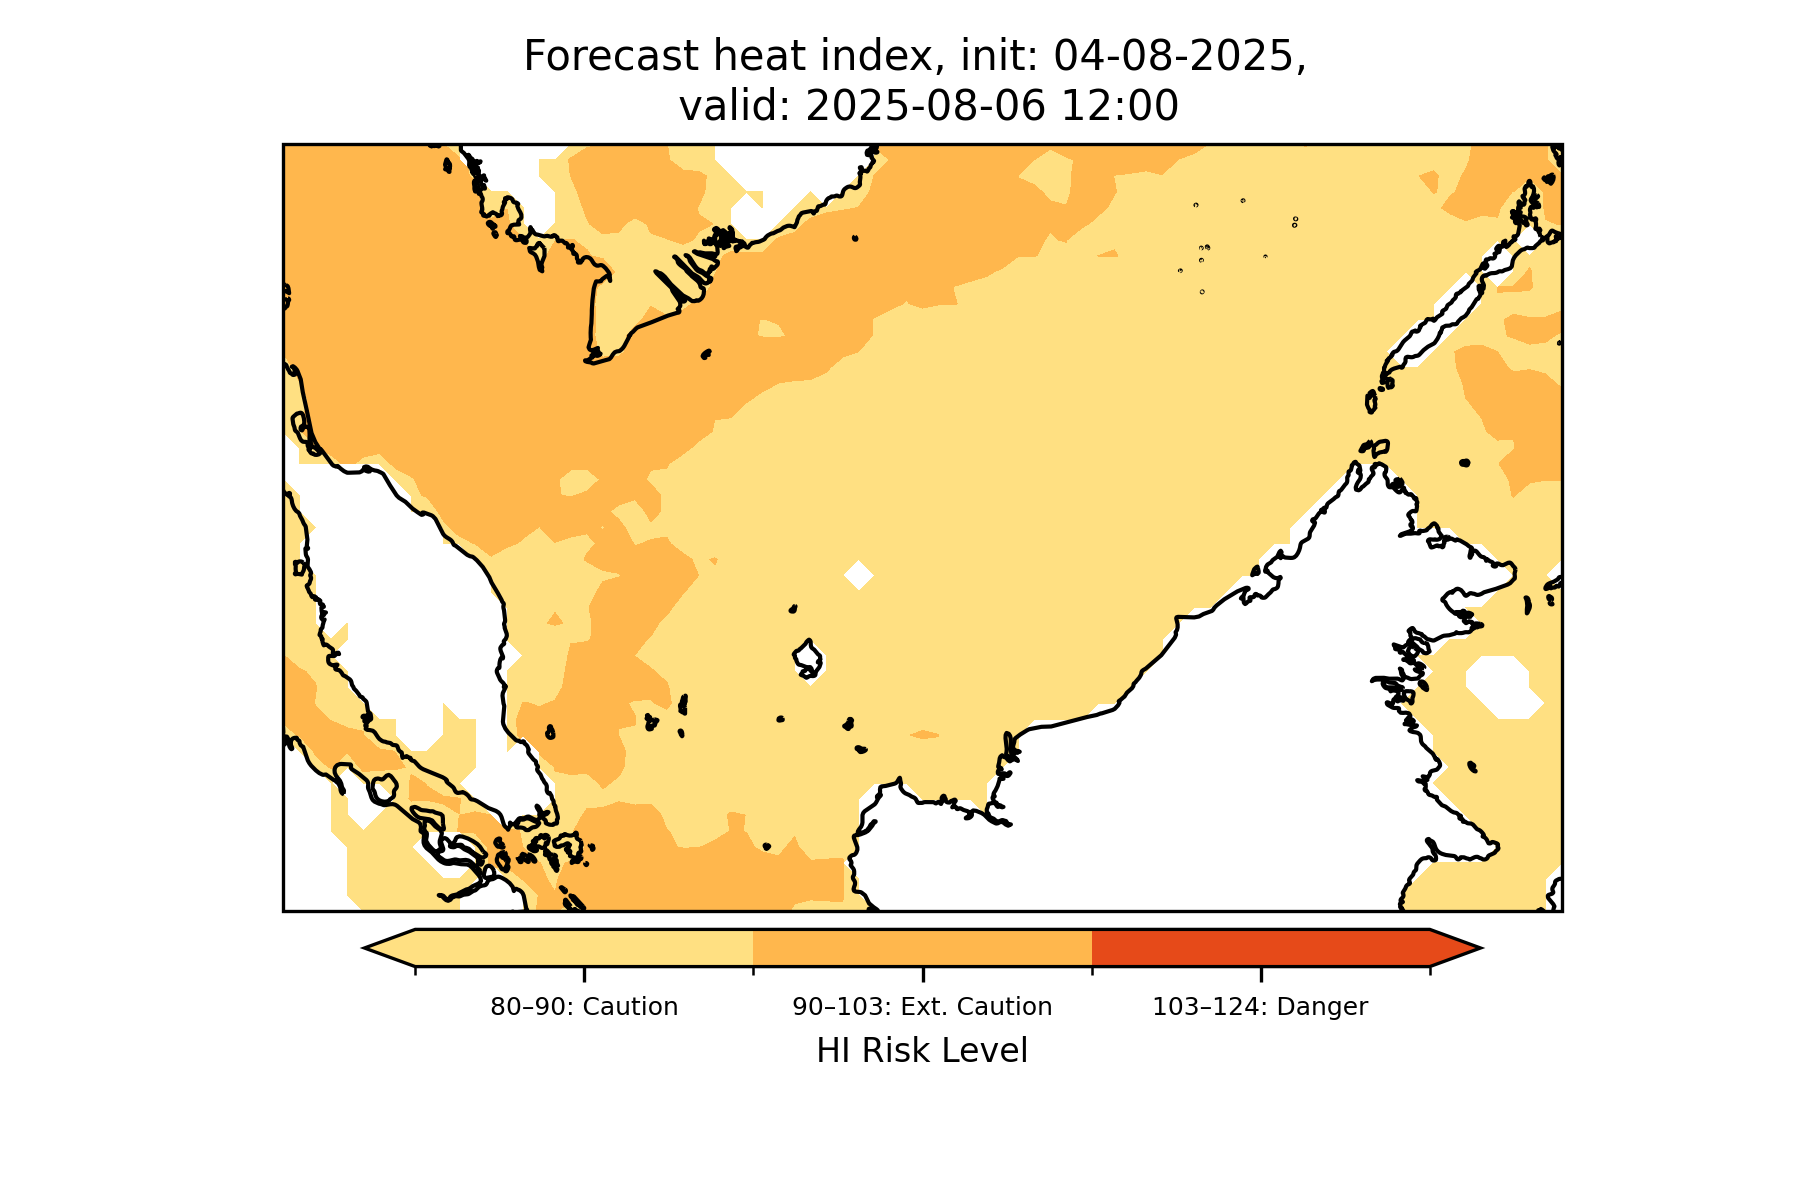 Forecast heat index, init: 04-08-2025,
valid: 2025-08-06 12:00
80–90: Caution
90–103: Ext. Caution
103–124: Danger
HI Risk Level